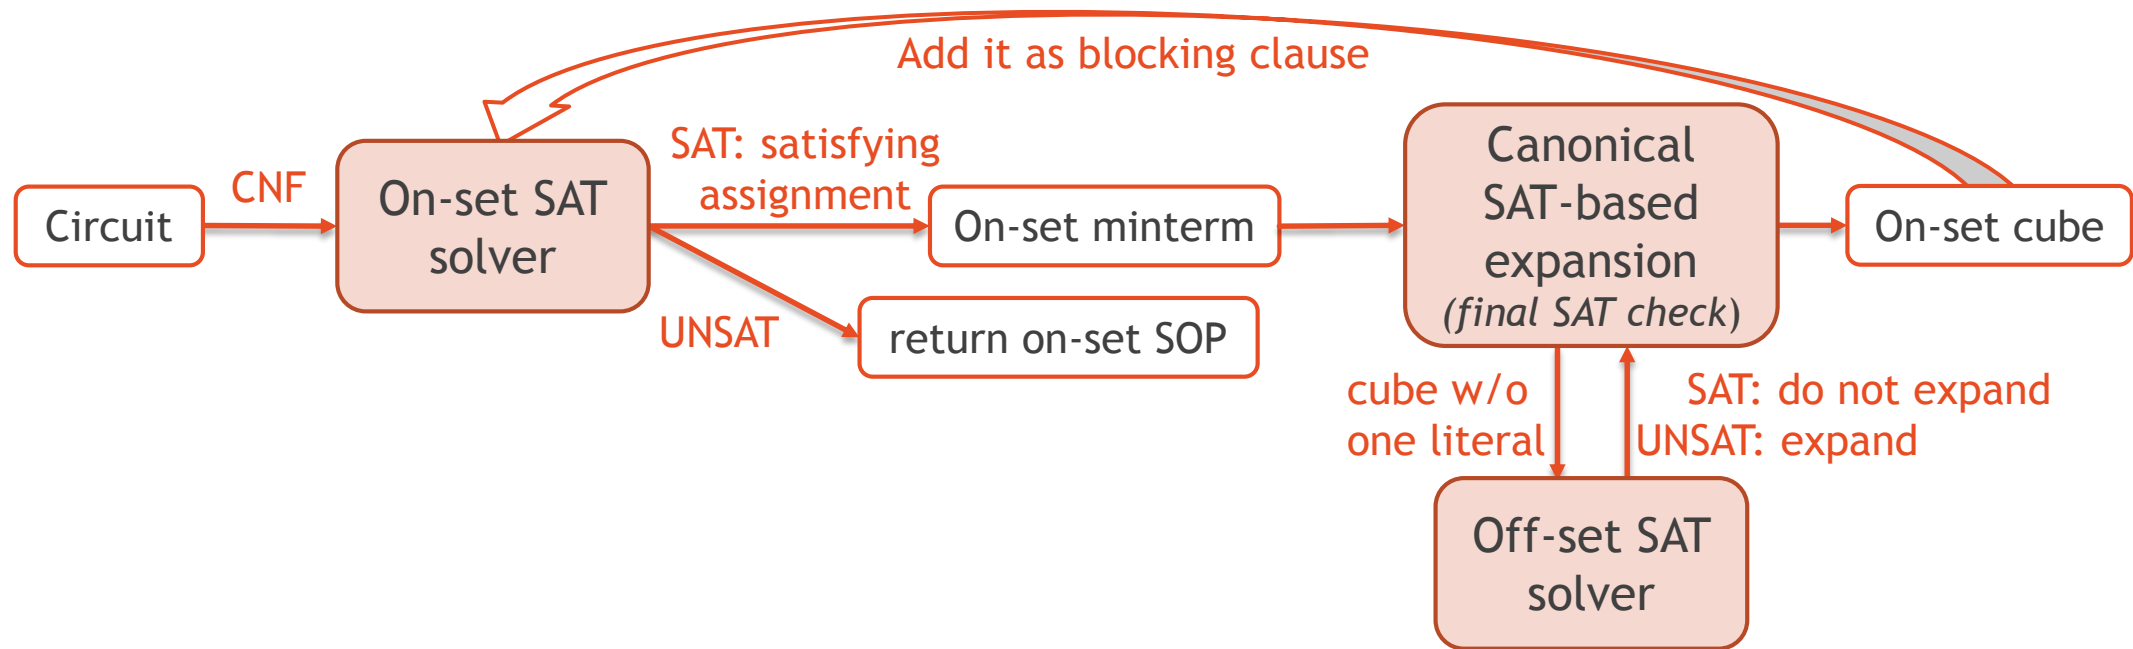 Add it as blocking clause
Circuit
CNF
On-set SAT
solver
SAT: satisfying
assignment
On-set minterm
UNSAT
return on-set SOP
Canonical
SAT-based
expansion
(final SAT check)
On-set cube
cube w/o
one literal
SAT: do not expand
UNSAT: expand
Off-set SAT
solver